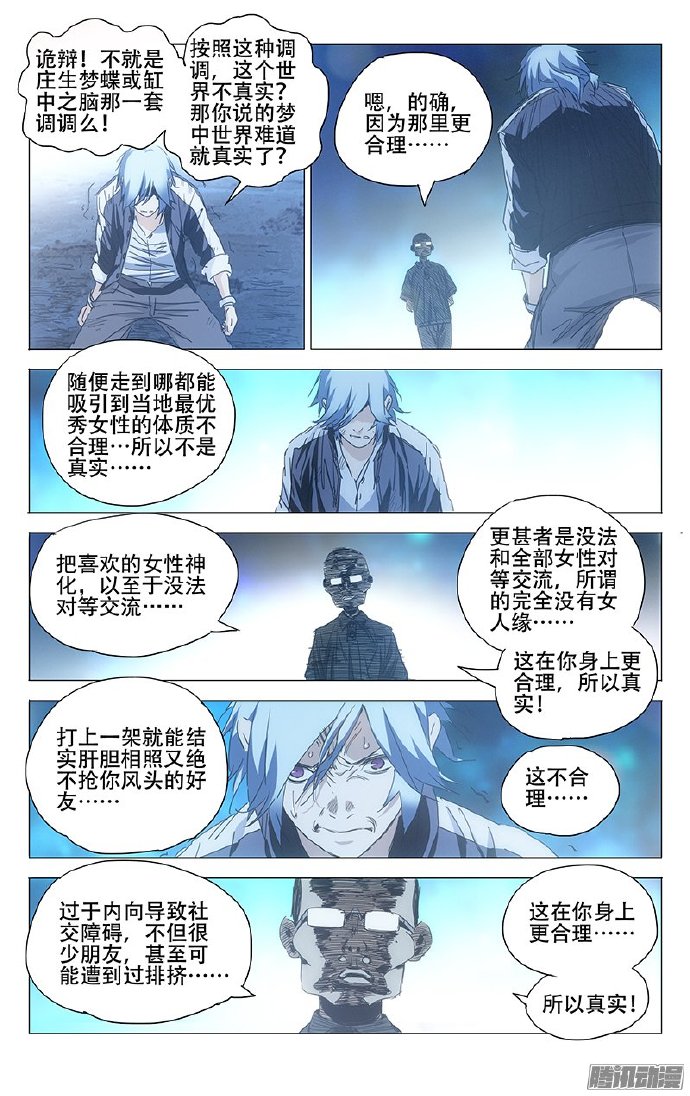 诡辩！不就是
庄生梦蝶或缸
中之脑那一套
调调么！
按照这种调
调，这个世
界不真实？
那你说梦
中世界的道
就真实难了？
嗯，的确，
因为那里更
合理……
随便走到哪都能
吸引到当地最优
秀女性的体质不
合理…所以不是
真实……
把喜欢的女性神
化，以至于没法
对等交流……
更甚者是没法
和全部女性对
等交流，所谓
的完全没有女
人缘……
这在你身上更
合理，所以真
实！
打上一架就能结
实肝胆相照又绝
不抢你风头的好
友……
这不合
理……
过于内向导致社
交障碍，不但很
少朋友，甚至可
能遭到过排挤……
这在你身上
更合理……
所以真实！
腾讯动漫